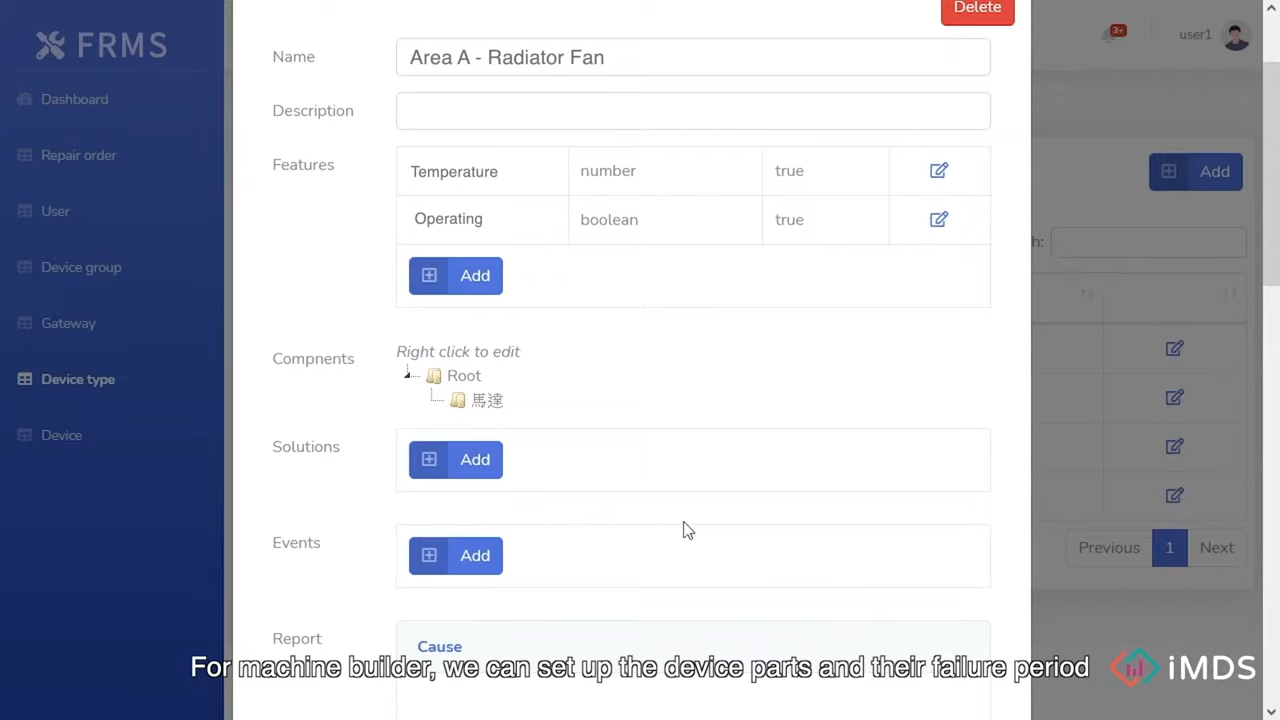 Delete
FRMS
3+
user1
Name
Area A - Radiator Fan
Dashboard
Description
Repair order
Features
Temperature
number
true
Add
User
Operating
boolean
true
h:
Device group
Add
Gateway
Compnents
Right click to edit
Device type
Root
馬達
Device
Solutions
Add
Events
Add
Previous
1
Next
Report
Cause
For machine builder, we can set up the device parts and their failure period
iMDS